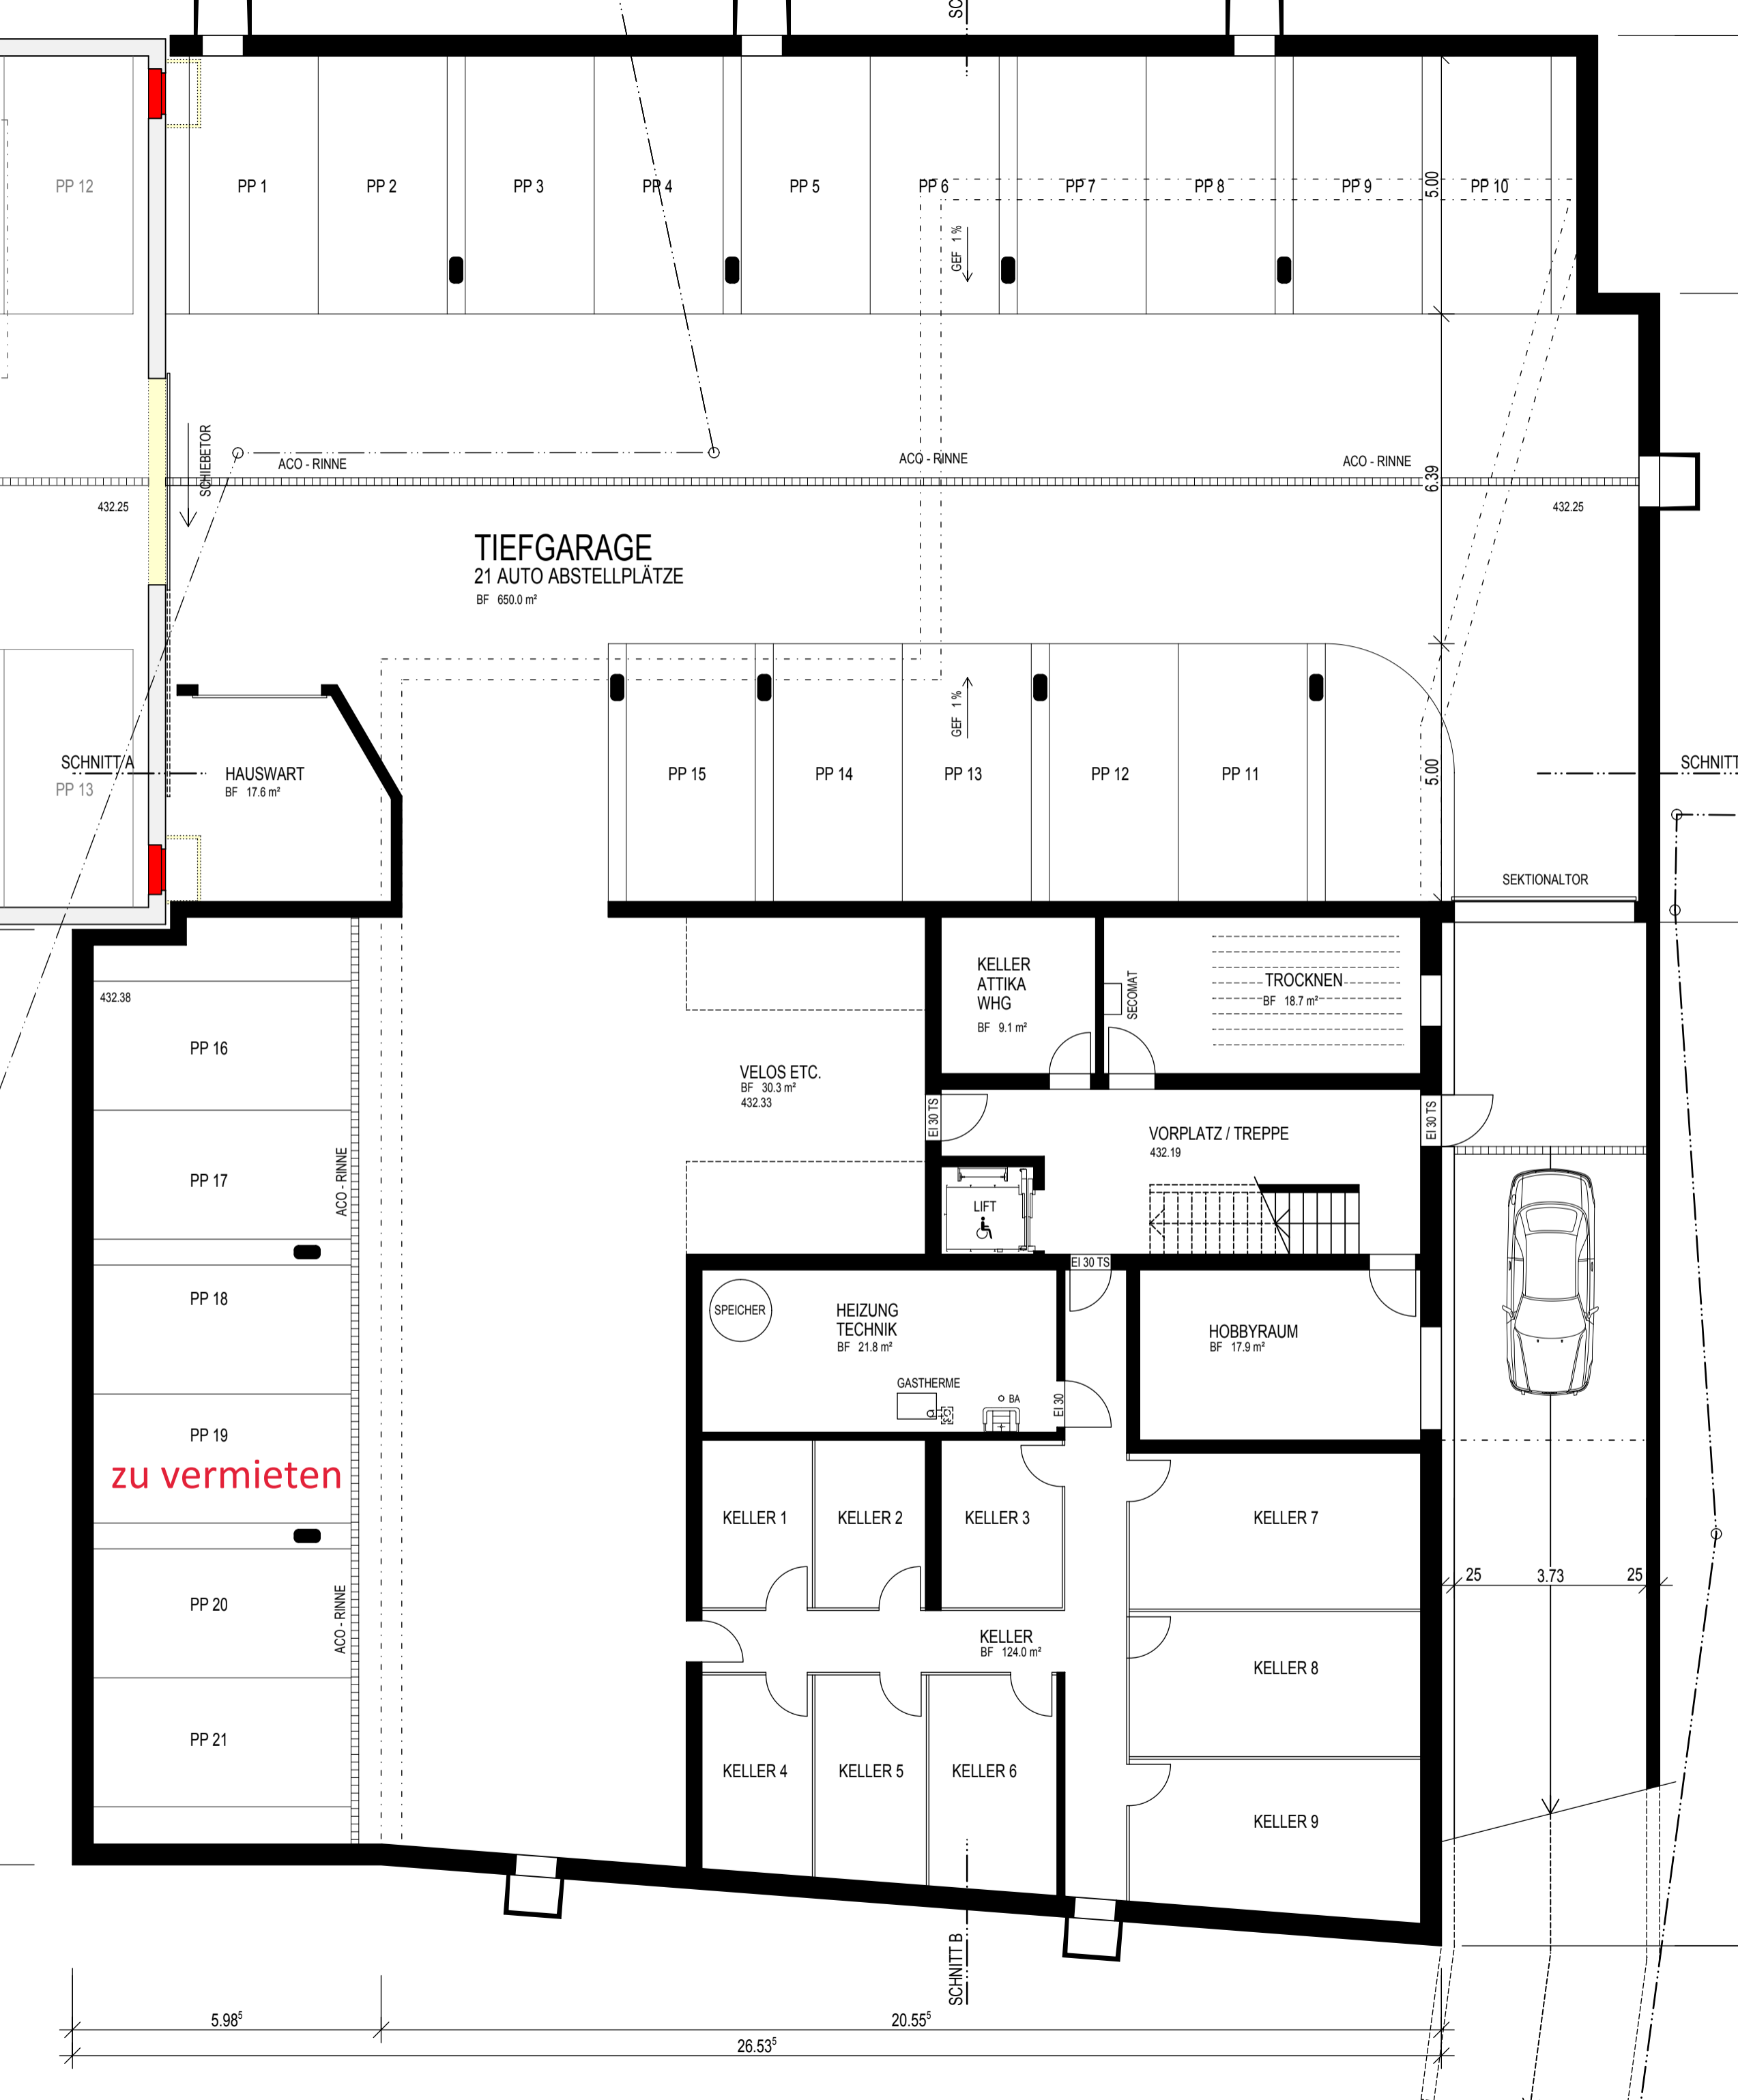 SC
PP 12
PP 1
PP 2
PP 3
PP 4
PP 5
PP 6
PP 7
PP 8
PP 9
5.00
PP 10
GEF 1 %
SCHIEBETOR
ACO - RINNE
ACO - RINNE
ACO - RINNE
6.39
432.25
432.25
TIEFGARAGE
21 AUTO ABSTELLPLÄTZE
BF 650.0 m²
GEF 1 %
SCHNITT A
PP 13
HAUSWART
BF 17.6 m²
PP 15
PP 14
PP 13
PP 12
PP 11
5.00
SCHNITT
SEKTIONALTOR
432.38
KELLER
ATTIKA
WHG
BF 9.1 m²
SECOMAT
TROCKNEN
BF 18.7 m²
PP 16
VELOS ETC.
BF 30.3 m²
432.33
EI 30 TS
VORPLATZ / TREPPE
432.19
EI 30 TS
PP 17
ACO - RINNE
LIFT
EI 30 TS
PP 18
SPEICHER
HEIZUNG
TECHNIK
BF 21.8 m²
HOBBYRAUM
BF 17.9 m²
GASTHERME
BA
EI 30
PP 19
zu vermieten
KELLER 1
KELLER 2
KELLER 3
KELLER 7
25
3.73
25
PP 20
ACO - RINNE
KELLER
BF 124.0 m²
KELLER 8
PP 21
KELLER 4
KELLER 5
KELLER 6
KELLER 9
SCHNITT B
5.98⁵
20.55⁵
26.53⁵